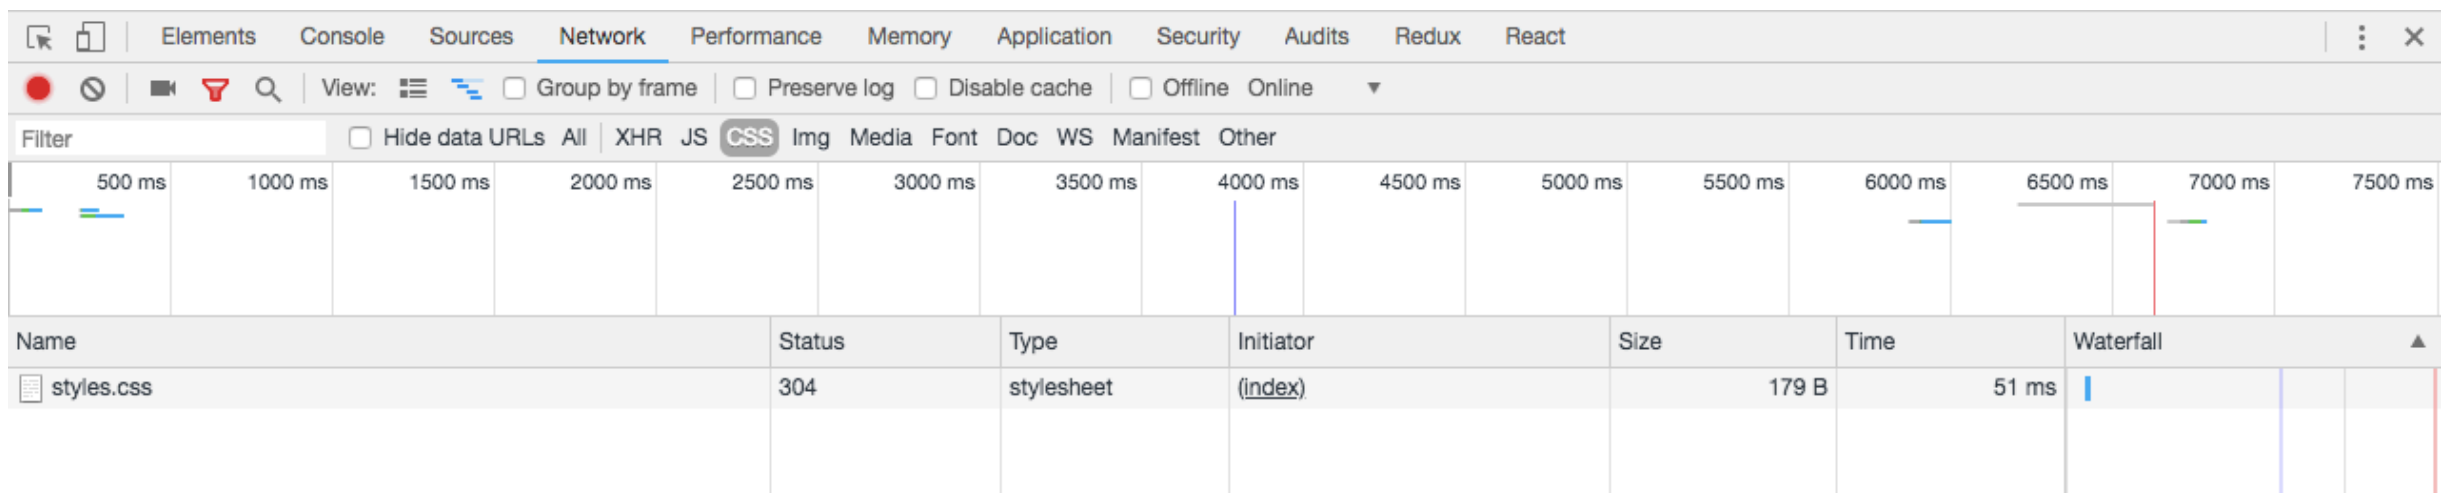 Elements Console Sources Network Performance Memory Application Security Audits Redux React
View: Group by frame Preserve log Disable cache Offline Online
Filter Hide data URLs All XHR JS CSS Img Media Font Doc WS Manifest Other
500 ms 1000 ms 1500 ms 2000 ms 2500 ms 3000 ms 3500 ms 4000 ms 4500 ms 5000 ms 5500 ms 6000 ms 6500 ms 7000 ms 7500 ms
Name Status Type Initiator Size Time Waterfall
styles.css 304 stylesheet (index) 179 B 51 ms